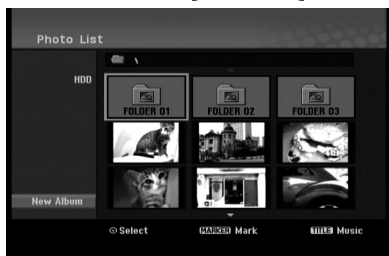 Photo List
\
HDD
FOLDER 01 FOLDER 02 FOLDER 03
New Album
Select MARKER Mark TITLE Music